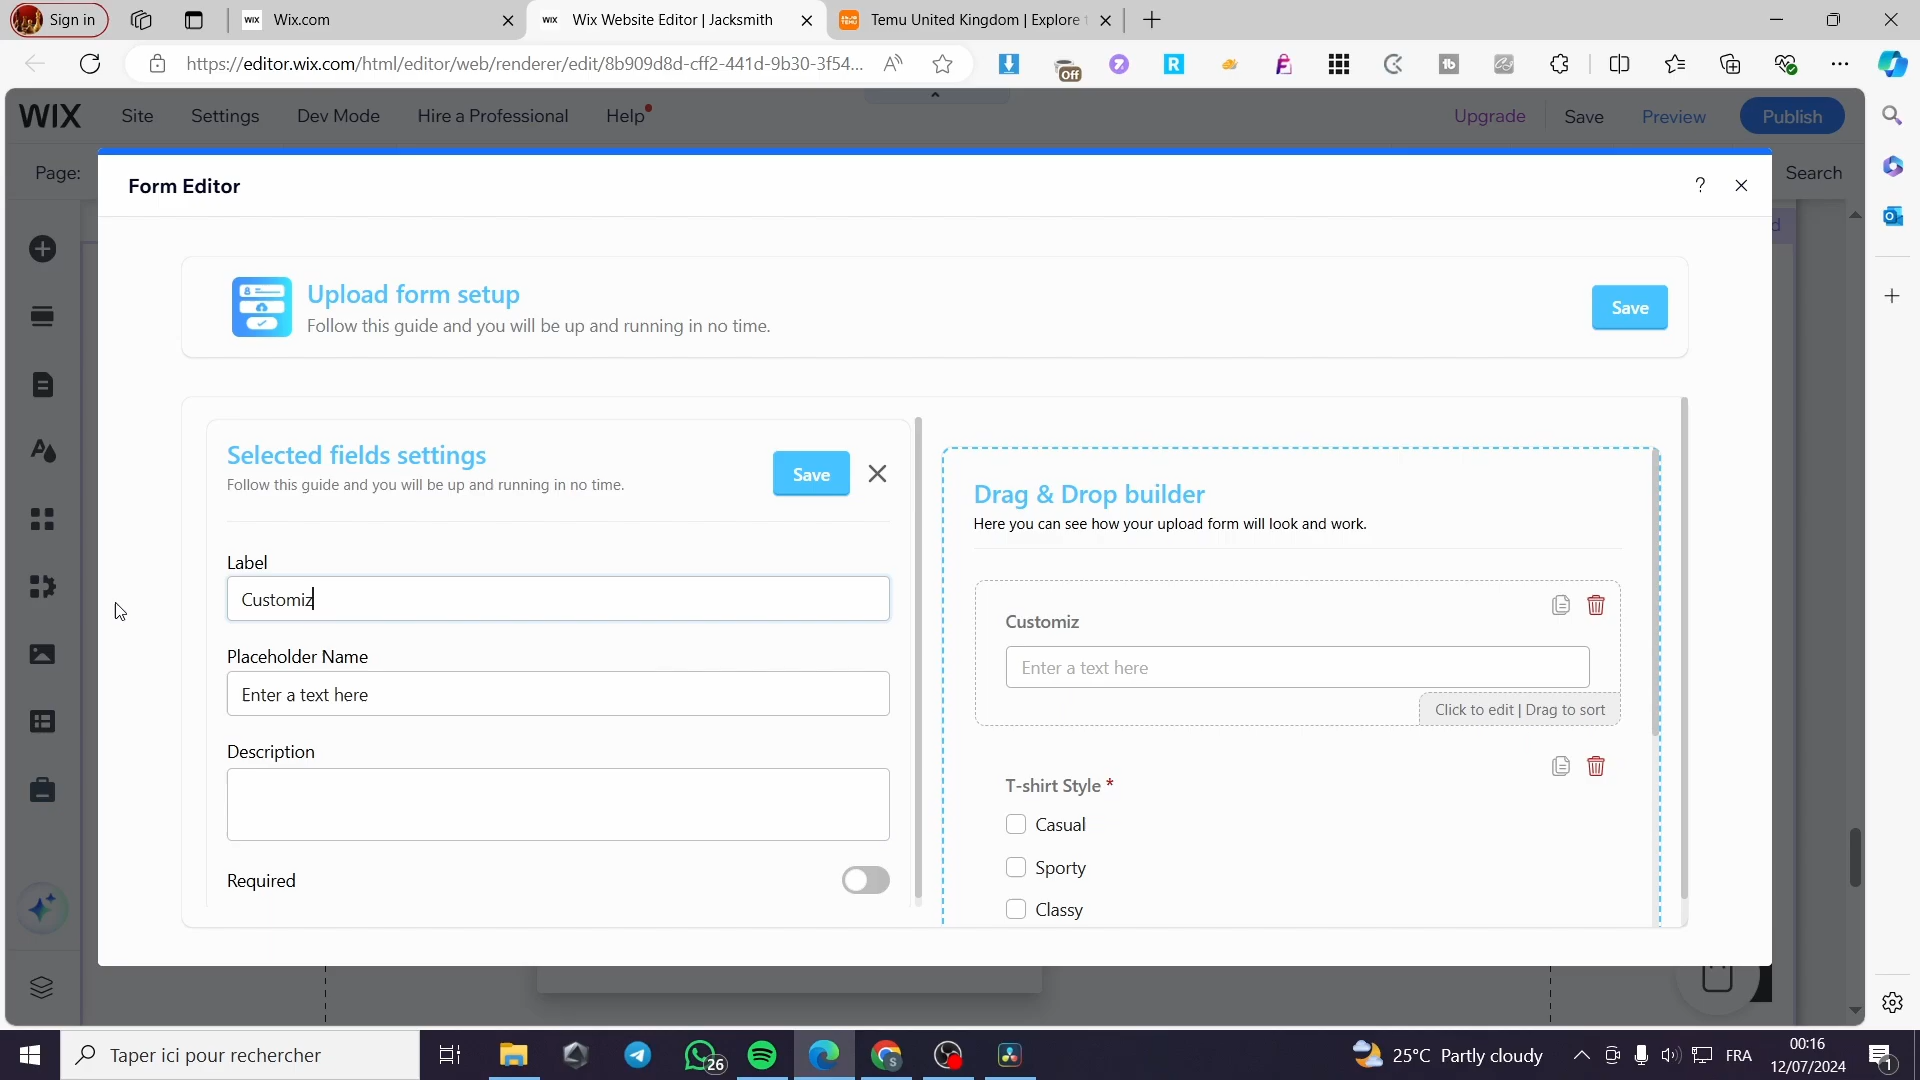 Sign in
Wix.com
Wix Website Editor | Jacksmith
Temu United Kingdom | Explore
https://editor.wix.com/html/editor/web/renderer/edit/8b909d8d-cff2-441d-9b30-3f54...
Off
WIX
Site
Settings
Dev Mode
Hire a Professional
Help
Upgrade
Save
Preview
Publish
Page:
Search
Form Editor
?
Upload form setup
Follow this guide and you will be up and running in no time.
Save
Selected fields settings
Follow this guide and you will be up and running in no time.
Save
Label
Customiz
Placeholder Name
Enter a text here
Description
Required
Drag & Drop builder
Here you can see how your upload form will look and work.
Customiz
Enter a text here
Click to edit | Drag to sort
T-shirt Style *
Casual
Sporty
Classy
Taper ici pour rechercher
26
25°C Partly cloudy
FRA
00:16
12/07/2024
1